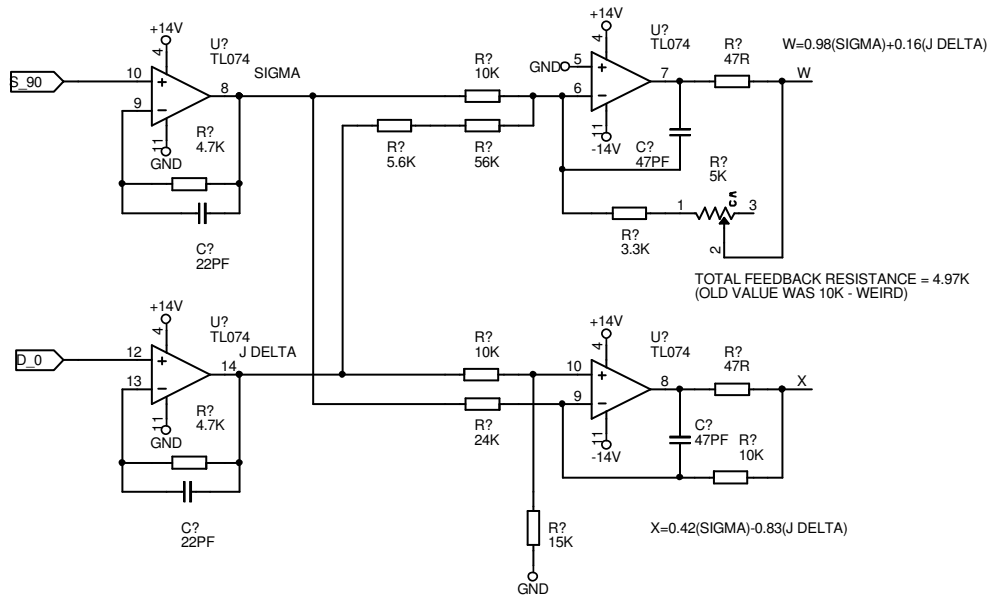 +14V
4
U?
TL074
S_90
10
+
8
SIGMA
9
−
11
GND
R?
4.7K
C?
22PF
R?
10K
R?
5.6K
R?
56K
+14V
4
U?
TL074
GND
5
+
7
6
−
11
-14V
C?
47PF
R?
47R
W
W=0.98(SIGMA)+0.16(J DELTA)
R?
5K
1
3
2
R?
3.3K
TOTAL FEEDBACK RESISTANCE = 4.97K
(OLD VALUE WAS 10K - WEIRD)
+14V
4
U?
TL074
D_0
12
+
14
J DELTA
13
−
11
GND
R?
4.7K
C?
22PF
R?
10K
R?
24K
+14V
4
U?
TL074
10
+
8
9
−
11
-14V
R?
47R
X
C?
47PF
R?
10K
R?
15K
GND
X=0.42(SIGMA)-0.83(J DELTA)